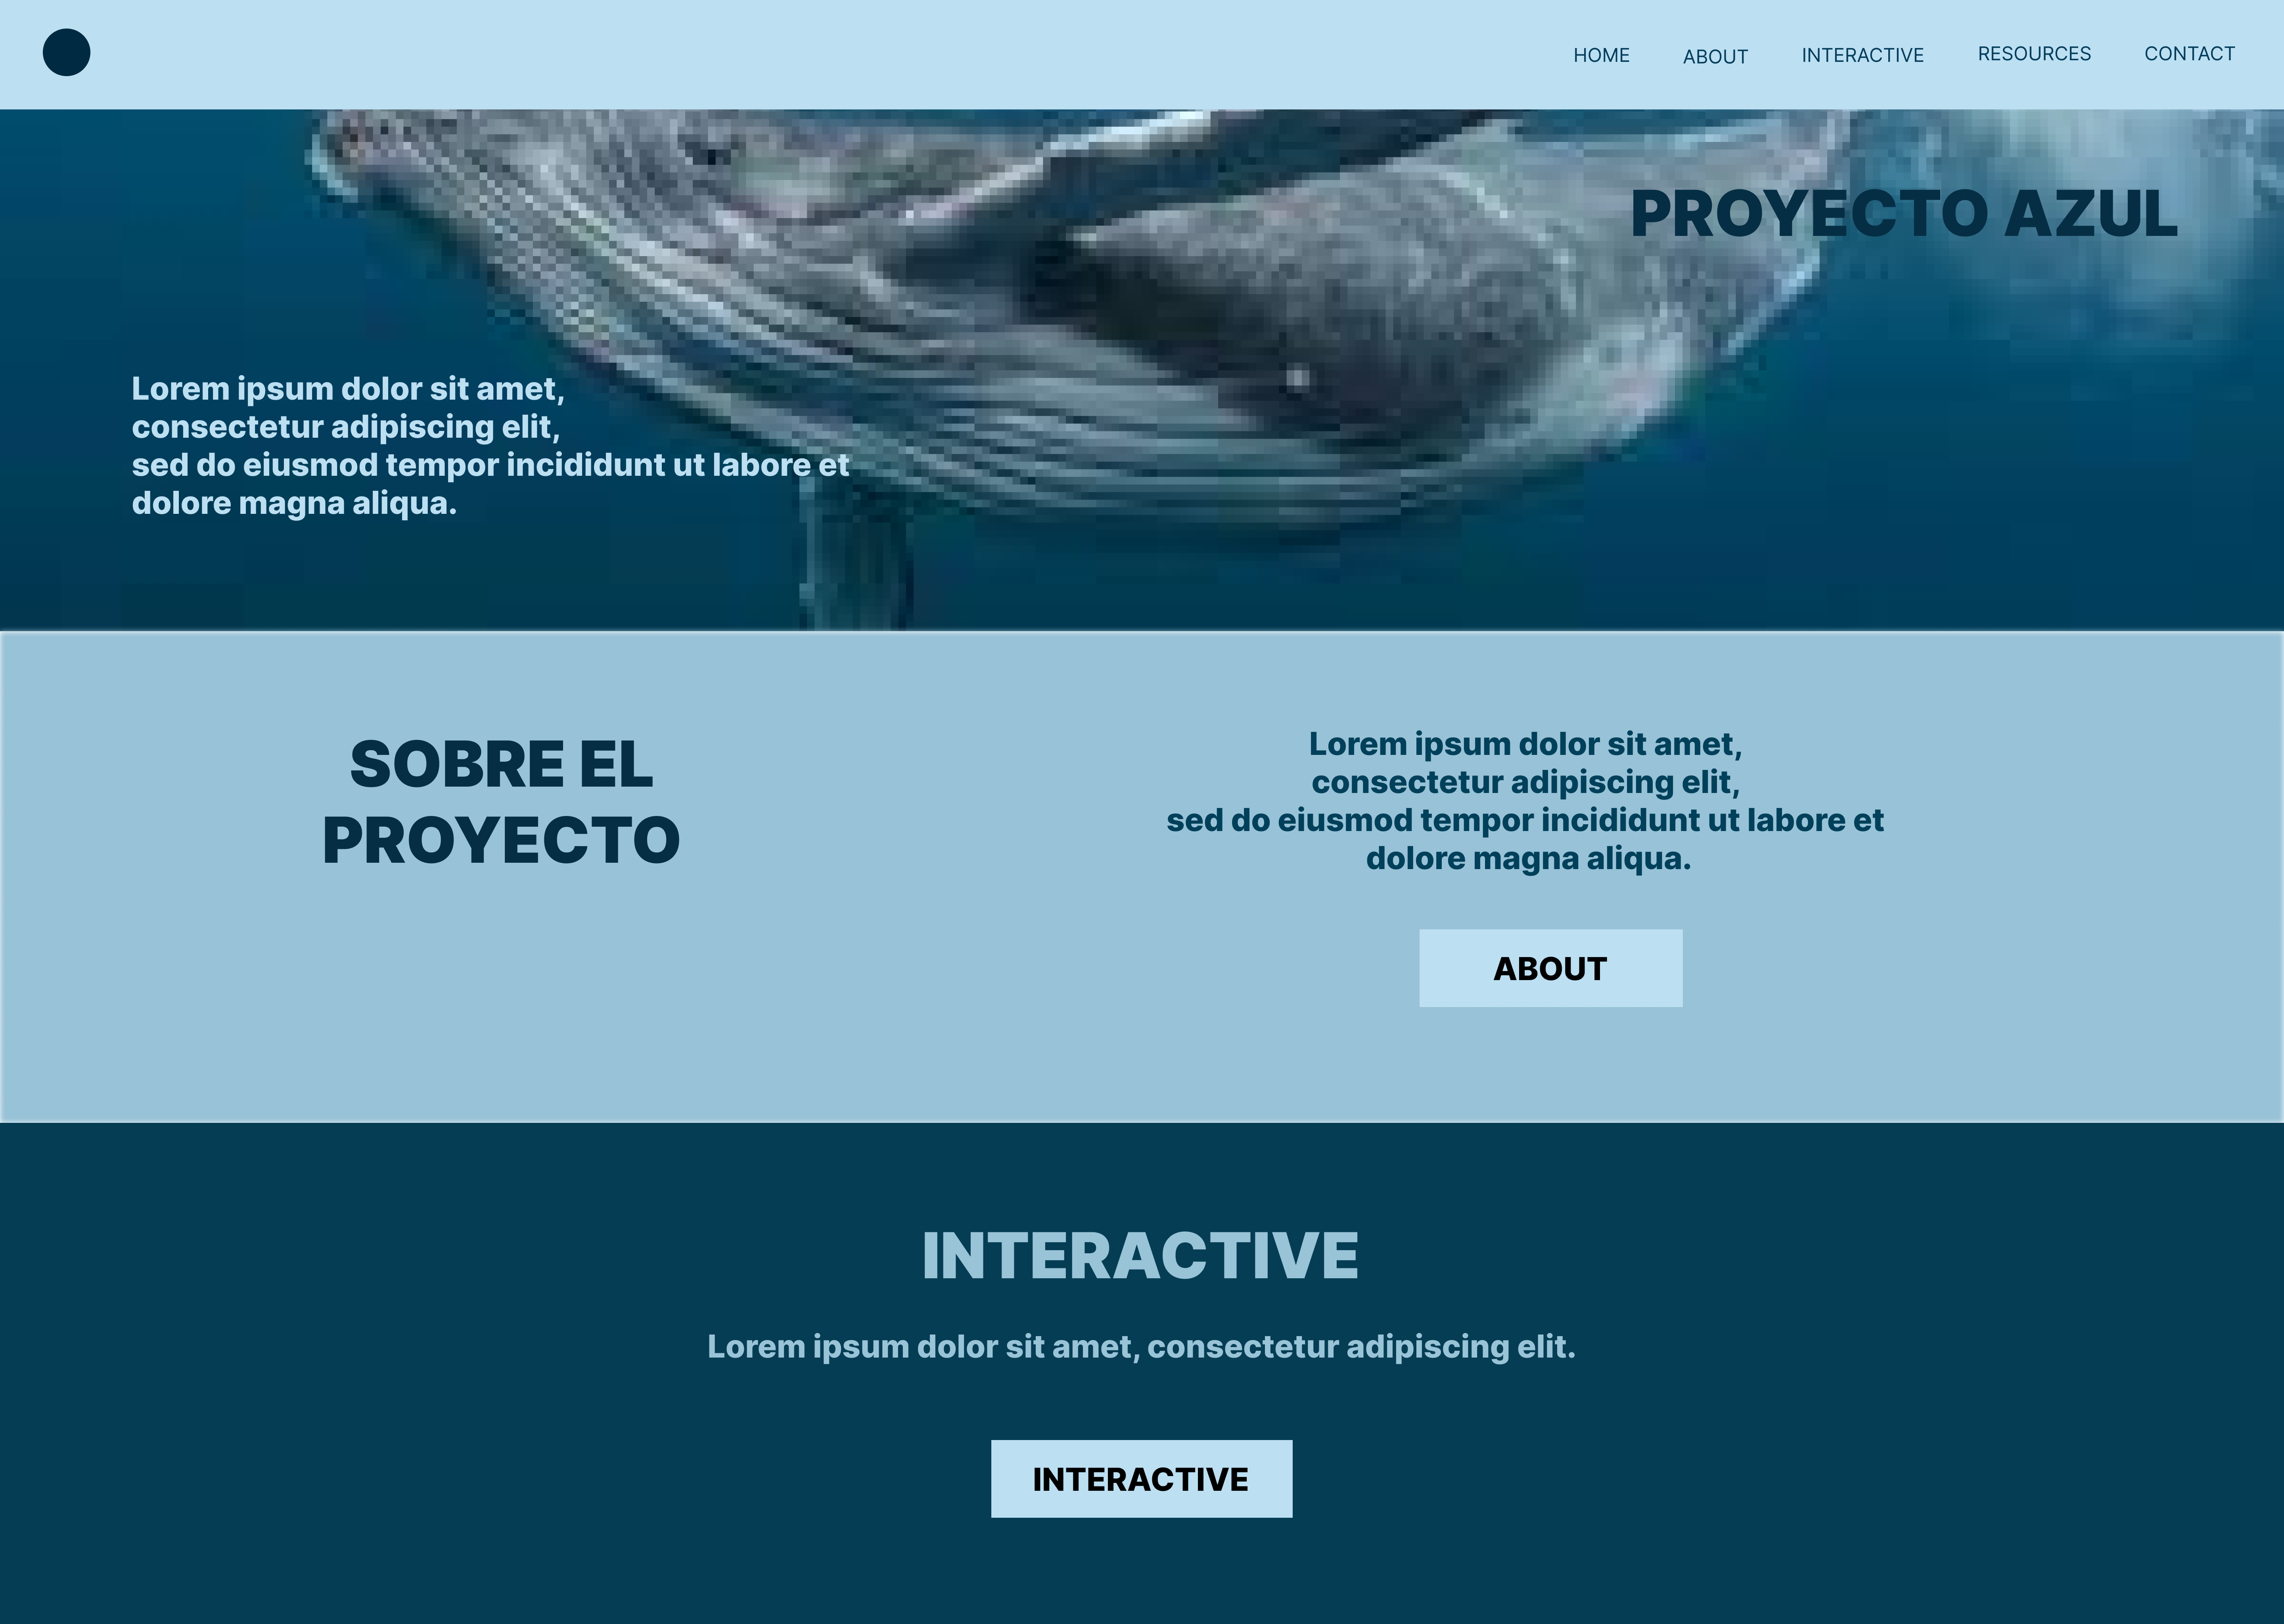 HOME ABOUT INTERACTIVE RESOURCES CONTACT
PROYECTO AZUL
Lorem ipsum dolor sit amet,
consectetur adipiscing elit,
sed do eiusmod tempor incididunt ut labore et
dolore magna aliqua.
SOBRE EL
PROYECTO
Lorem ipsum dolor sit amet,
consectetur adipiscing elit,
sed do eiusmod tempor incididunt ut labore et
dolore magna aliqua.
ABOUT
INTERACTIVE
Lorem ipsum dolor sit amet, consectetur adipiscing elit.
INTERACTIVE